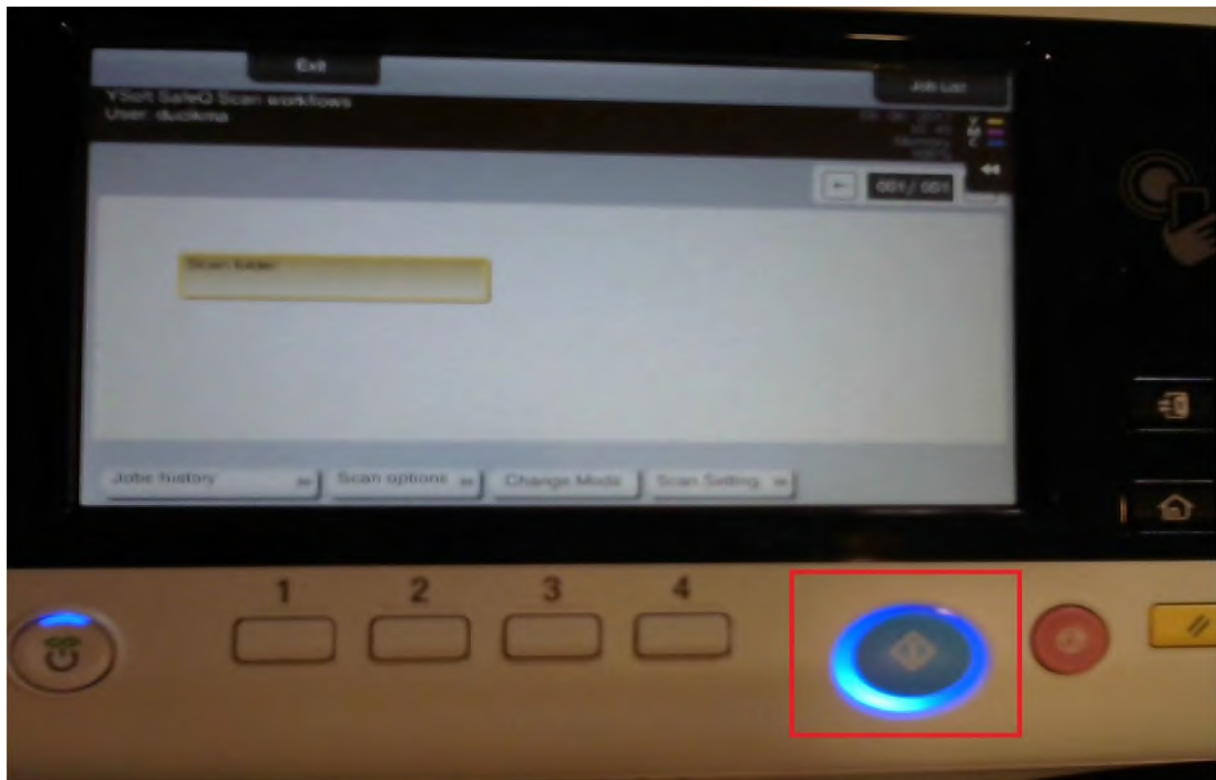 Exit
Job List
YSoft SafeQ Scan workflows
User: ducikma
Y
M
Memory
C
001/ 001
Scan folder
Jobs history
Scan options
Change Mode
Scan Setting
1 2 3 4